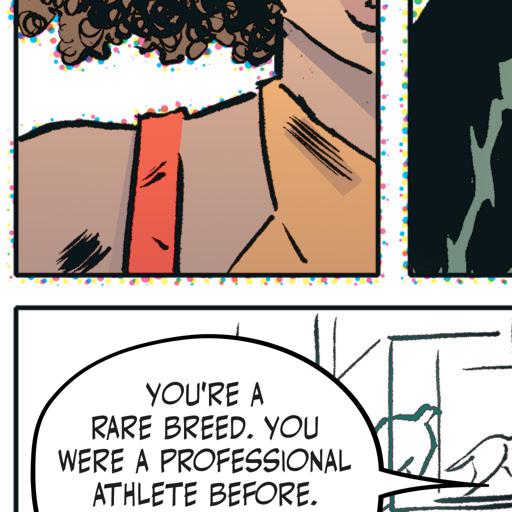 YOU'RE A
RARE BREED. YOU
WERE A PROFESSIONAL
ATHLETE BEFORE.